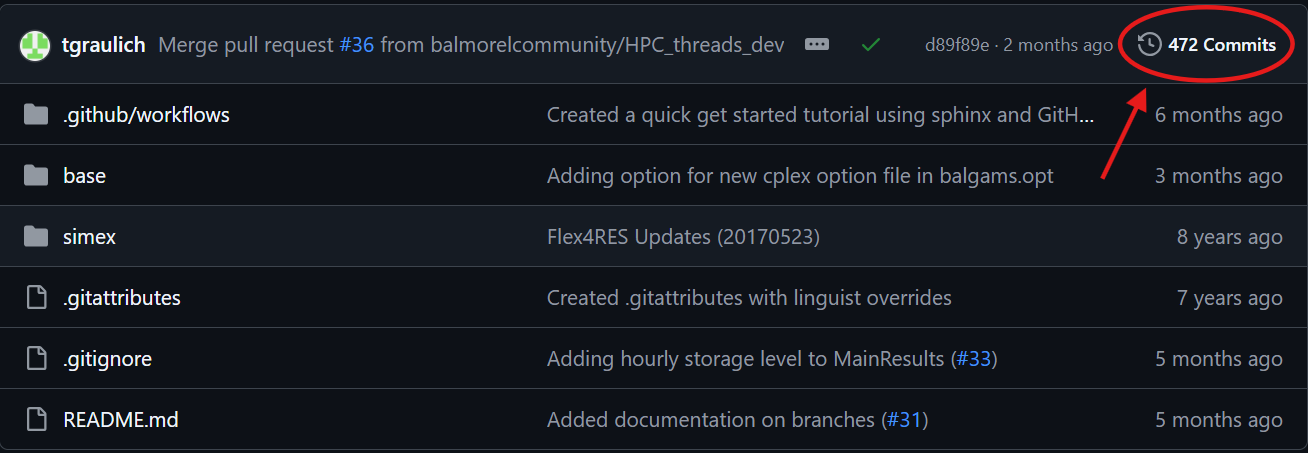 tgraulich Merge pull request #36 from balmorelcommunity/HPC_threads_dev ... d89f89e · 2 months ago 472 Commits
.github/workflows Created a quick get started tutorial using sphinx and GitH... 6 months ago
base Adding option for new cplex option file in balgams.opt 3 months ago
simex Flex4RES Updates (20170523) 8 years ago
.gitattributes Created .gitattributes with linguist overrides 7 years ago
.gitignore Adding hourly storage level to MainResults (#33) 5 months ago
README.md Added documentation on branches (#31) 5 months ago